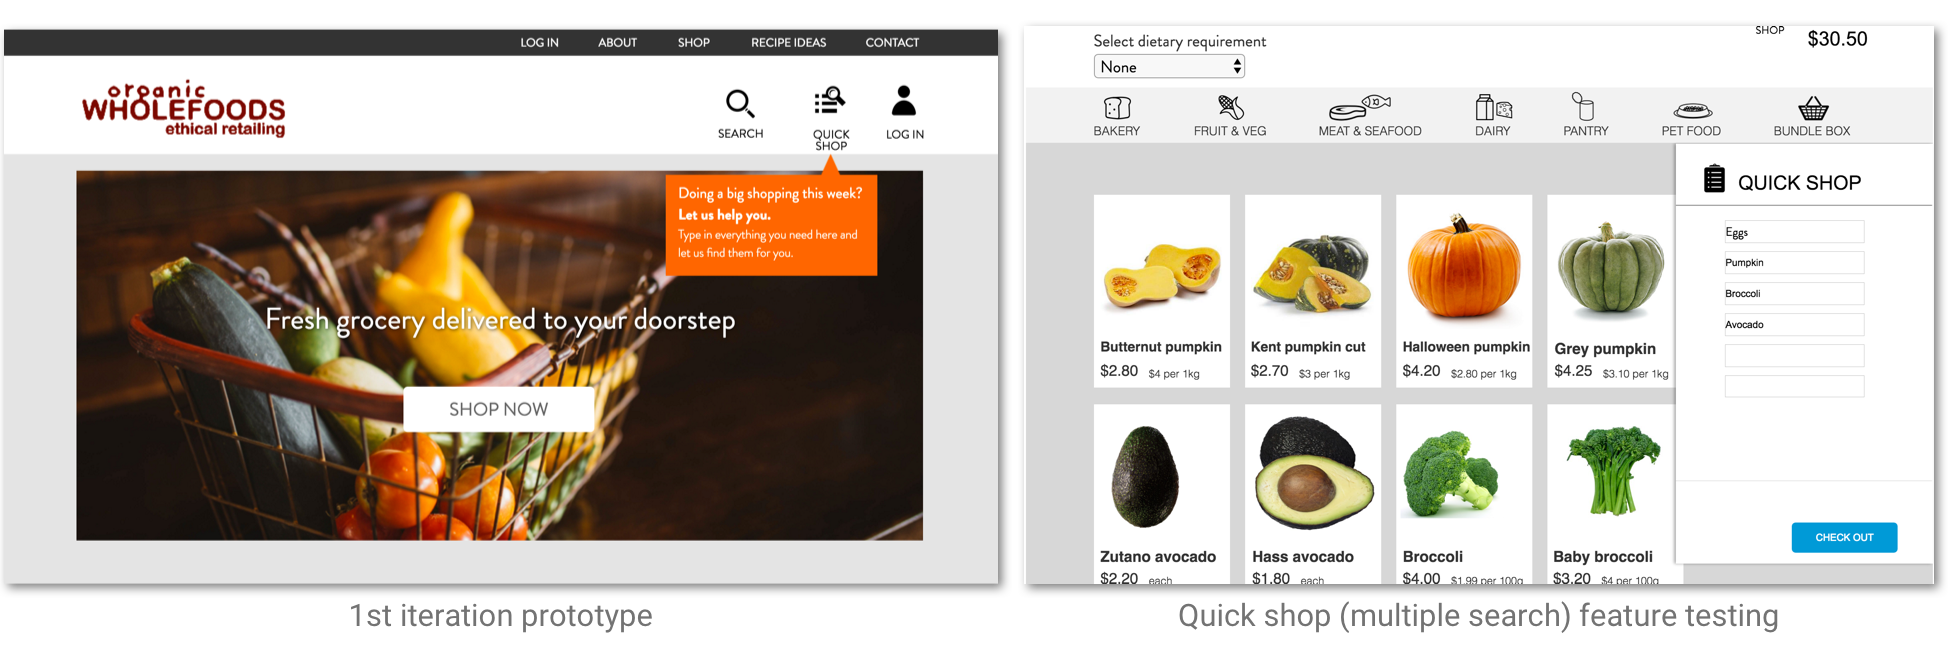 LOG IN ABOUT SHOP RECIPE IDEAS CONTACT
organic
WHOLEFOODS
ethical retailing
SEARCH
QUICK
SHOP
LOG IN
Doing a big shopping this week?
Let us help you.
Type in everything you need here and
let us find them for you.
Fresh grocery delivered to your doorstep
SHOP NOW
1st iteration prototype
Select dietary requirement
None
SHOP
$30.50
BAKERY FRUIT & VEG MEAT & SEAFOOD DAIRY PANTRY PET FOOD BUNDLE BOX
Butternut pumpkin
$2.80 $4 per 1kg
Kent pumpkin cut
$2.70 $3 per 1kg
Halloween pumpkin
$4.20 $2.80 per 1kg
Grey pumpkin
$4.25 $3.10 per 1kg
Zutano avocado
$2.20 each
Hass avocado
$1.80 each
Broccoli
$4.00 $1.99 per 100g
Baby broccoli
$3.20 $4 per 100g
QUICK SHOP
Eggs
Pumpkin
Broccoli
Avocado
CHECK OUT
Quick shop (multiple search) feature testing